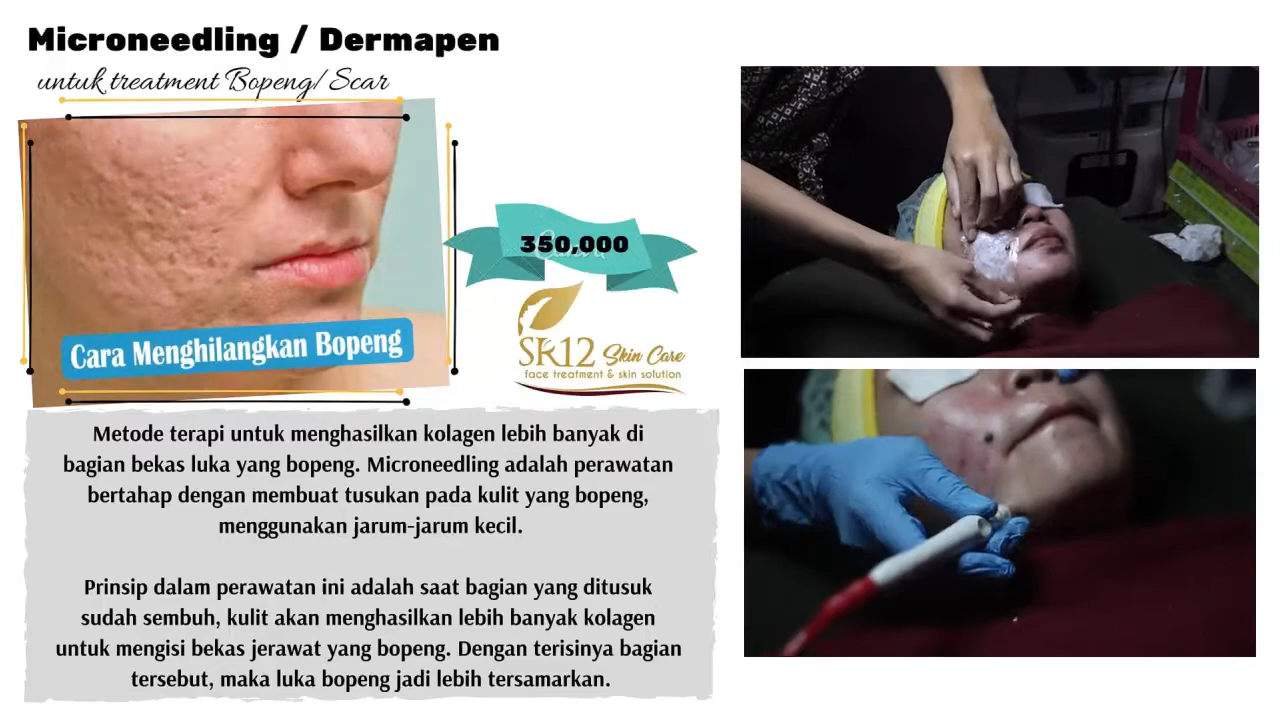 Microneedling / Dermapen
untuk treatment Bopeng/ Scar
Cara Menghilangkan Bopeng
350,000
Canva
SR12 Skin Care
face treatment & skin solution
Metode terapi untuk menghasilkan kolagen lebih banyak di
bagian bekas luka yang bopeng. Microneedling adalah perawatan
bertahap dengan membuat tusukan pada kulit yang bopeng,
menggunakan jarum-jarum kecil.
Prinsip dalam perawatan ini adalah saat bagian yang ditusuk
sudah sembuh, kulit akan menghasilkan lebih banyak kolagen
untuk mengisi bekas jerawat yang bopeng. Dengan terisinya bagian
tersebut, maka luka bopeng jadi lebih tersamarkan.